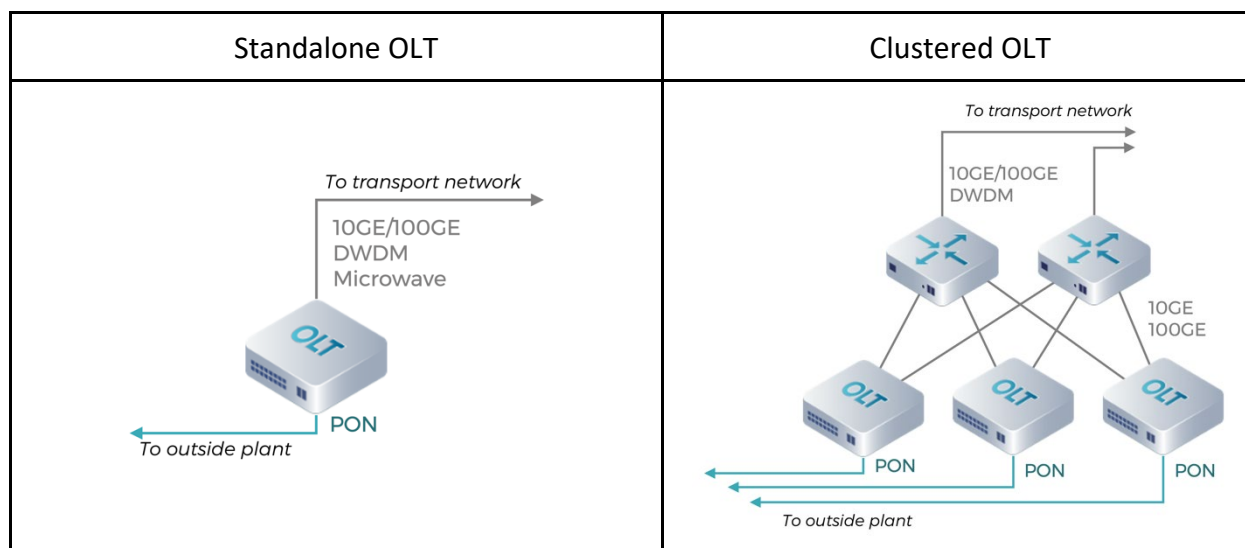 Standalone OLT
Clustered OLT
To transport network
10GE/100GE
DWDM
Microwave
OLT
PON
To outside plant
To transport network
10GE/100GE
DWDM
10GE
100GE
OLT
OLT
OLT
PON
PON
PON
To outside plant